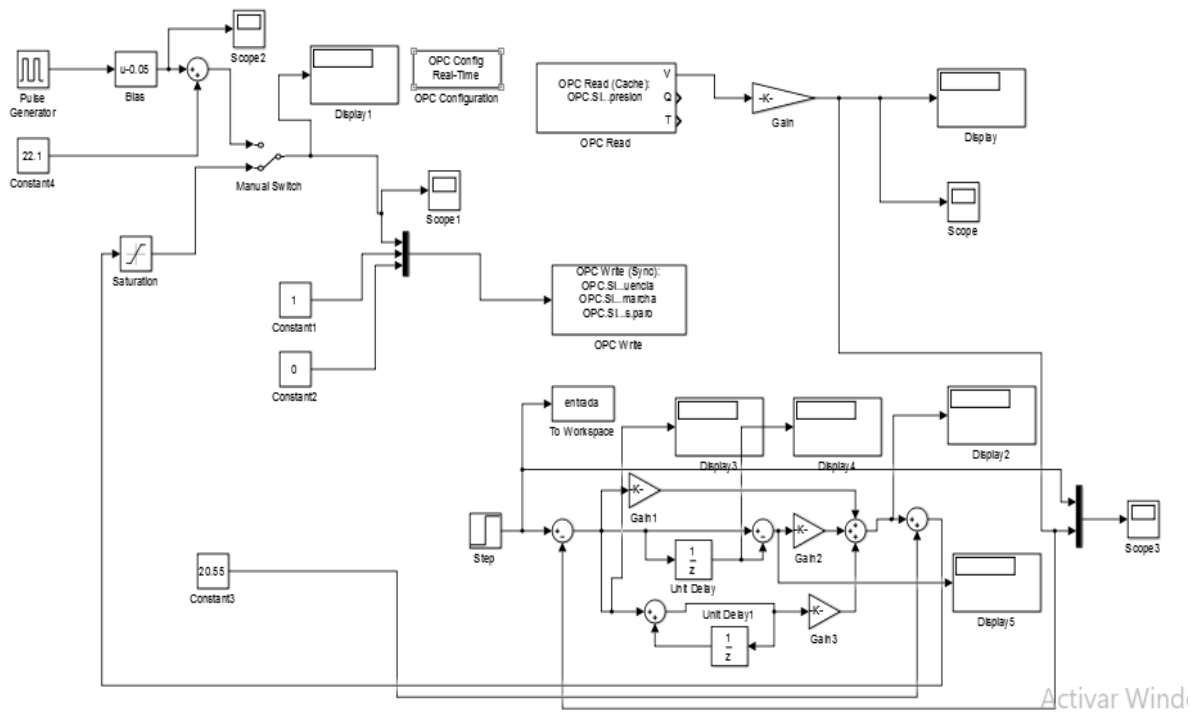 Scope2
u-0.05
Pulse
Generator
Bias
22.1
Constant4
Display1
OPC Config
Real-Time
OPC Configuration
OPC Read (Cache):
OPC.SI...presion
V
Q
T
OPC Read
-K-
Gain
Display
Manual Switch
Scope1
Scope
Saturation
1
Constant1
0
Constant2
OPC Write (Sync):
OPC.SI...uencia
OPC.SI...marcha
OPC.SI...s.paro
OPC Write
entrada
To Workspace
Display3
Display4
Display2
-K-
Gain1
Step
1
z
Unit Delay
-K-
Gain2
Scope3
20.55
Constant3
Unit Delay1
1
z
-K-
Gain3
Display5
Activar Wind